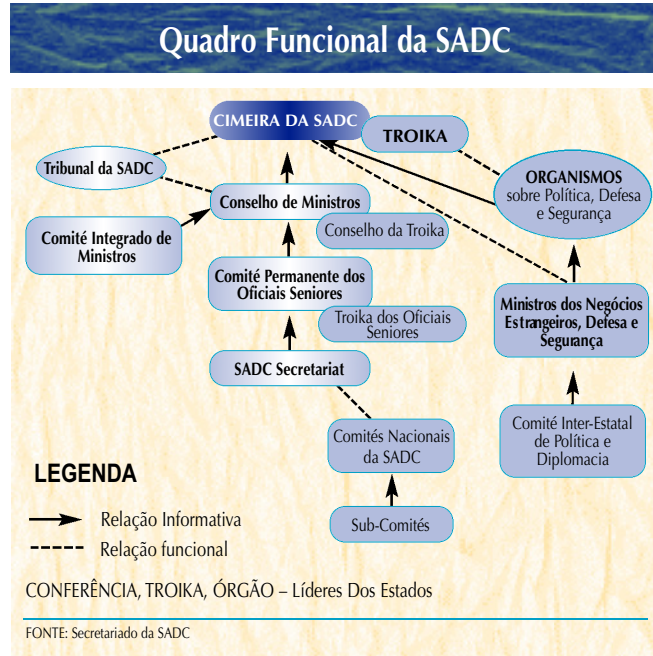 Quadro Funcional da SADC
CIMEIRA DA SADC
TROIKA
Tribunal da SADC
ORGANISMOS
sobre Política, Defesa
e Segurança
Conselho de Ministros
Conselho da Troika
Comité Integrado de
Ministros
Comité Permanente dos
Oficiais Seniores
Troika dos Oficiais
Seniores
Ministros dos Negócios
Estrangeiros, Defesa e
Segurança
SADC Secretariat
Comités Nacionais
da SADC
Comité Inter-Estatal
de Política e
Diplomacia
Sub-Comités
LEGENDA
Relação Informativa
Relação funcional
CONFERÊNCIA, TROIKA, ÓRGÃO – Líderes Dos Estados
FONTE: Secretariado da SADC